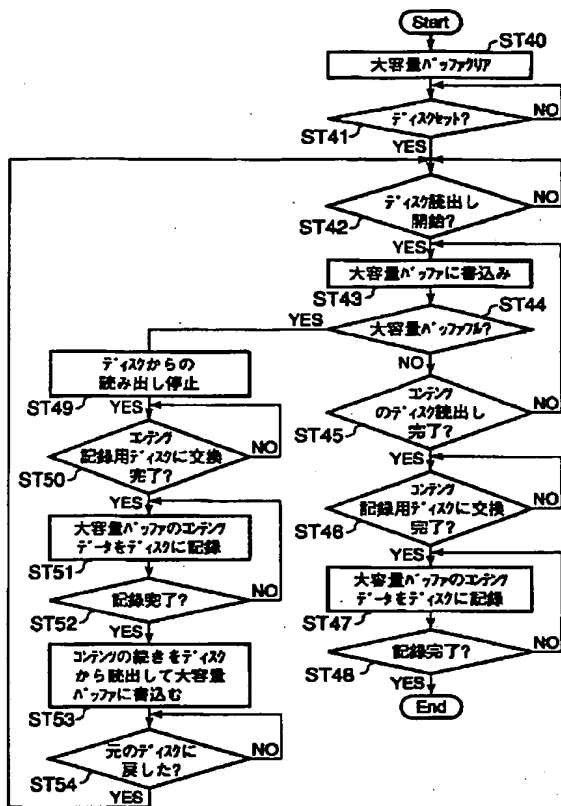 Start
ST40
大容量バッファクリア
ディスクセット?
NO
ST41
YES
ディスク読出し
開始?
NO
ST42
YES
大容量バッファに書込み
ST43
ST44
YES
大容量バッファフル?
NO
ディスクからの
読み出し停止
ST49
YES
コンテンツ
のディスク読出し
完了?
ST45
YES
コンテンツ
記録用ディスクに交換
完了?
NO
ST50
YES
コンテンツ
記録用ディスクに交換
完了?
NO
ST46
YES
大容量バッファのコンテンツ
データをディスクに記録
ST51
大容量バッファのコンテンツ
データをディスクに記録
ST47
記録完了?
NO
ST52
YES
記録完了?
NO
ST48
YES
End
コンテンツの続きをディスク
から読出して大容量
バッファに書込む
ST53
元のディスクに
戻した?
NO
ST54
YES